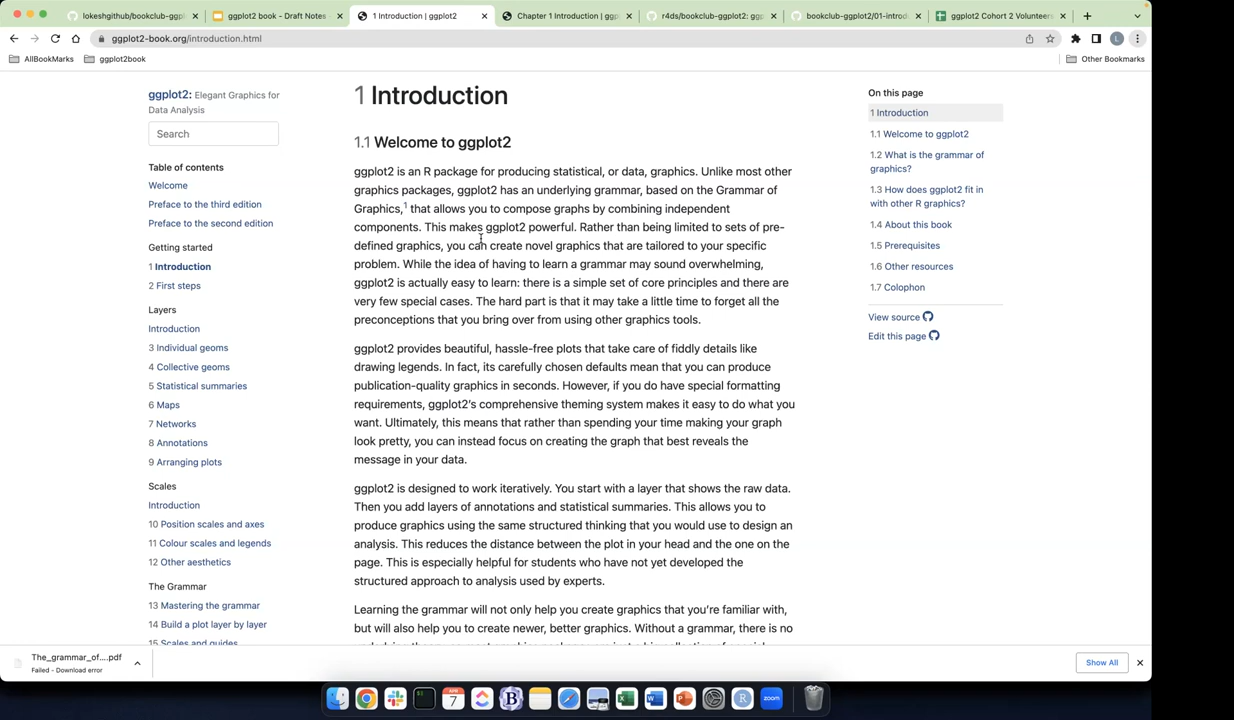 lokeshgithub/bookclub-ggpl
ggplot2 book - Draft Notes
1 Introduction | ggplot2
Chapter 1 Introduction | ggpl
r4ds/bookclub-ggplot2: ggp
bookclub-ggplot2/01-introd
ggplot2 Cohort 2 Volunteers
ggplot2-book.org/introduction.html
L
AllBookMarks
ggplot2book
Other Bookmarks
ggplot2: Elegant Graphics for
Data Analysis
Search
Table of contents
Welcome
Preface to the third edition
Preface to the second edition
Getting started
1 Introduction
2 First steps
Layers
Introduction
3 Individual geoms
4 Collective geoms
5 Statistical summaries
6 Maps
7 Networks
8 Annotations
9 Arranging plots
Scales
Introduction
10 Position scales and axes
11 Colour scales and legends
12 Other aesthetics
The Grammar
13 Mastering the grammar
14 Build a plot layer by layer
15 Scales and guides
1 Introduction
1.1 Welcome to ggplot2
ggplot2 is an R package for producing statistical, or data, graphics. Unlike most other
graphics packages, ggplot2 has an underlying grammar, based on the Grammar of
Graphics,1 that allows you to compose graphs by combining independent
components. This makes ggplot2 powerful. Rather than being limited to sets of pre-
defined graphics, you can create novel graphics that are tailored to your specific
problem. While the idea of having to learn a grammar may sound overwhelming,
ggplot2 is actually easy to learn: there is a simple set of core principles and there are
very few special cases. The hard part is that it may take a little time to forget all the
preconceptions that you bring over from using other graphics tools.
ggplot2 provides beautiful, hassle-free plots that take care of fiddly details like
drawing legends. In fact, its carefully chosen defaults mean that you can produce
publication-quality graphics in seconds. However, if you do have special formatting
requirements, ggplot2's comprehensive theming system makes it easy to do what you
want. Ultimately, this means that rather than spending your time making your graph
look pretty, you can instead focus on creating the graph that best reveals the
message in your data.
ggplot2 is designed to work iteratively. You start with a layer that shows the raw data.
Then you add layers of annotations and statistical summaries. This allows you to
produce graphics using the same structured thinking that you would use to design an
analysis. This reduces the distance between the plot in your head and the one on the
page. This is especially helpful for students who have not yet developed the
structured approach to analysis used by experts.
Learning the grammar will not only help you create graphics that you're familiar with,
but will also help you to create newer, better graphics. Without a grammar, there is no
On this page
1 Introduction
1.1 Welcome to ggplot2
1.2 What is the grammar of
graphics?
1.3 How does ggplot2 fit in
with other R graphics?
1.4 About this book
1.5 Prerequisites
1.6 Other resources
1.7 Colophon
View source
Edit this page
The_grammar_of....pdf
Failed - Download error
Show All
APR
7
B
R
zoom